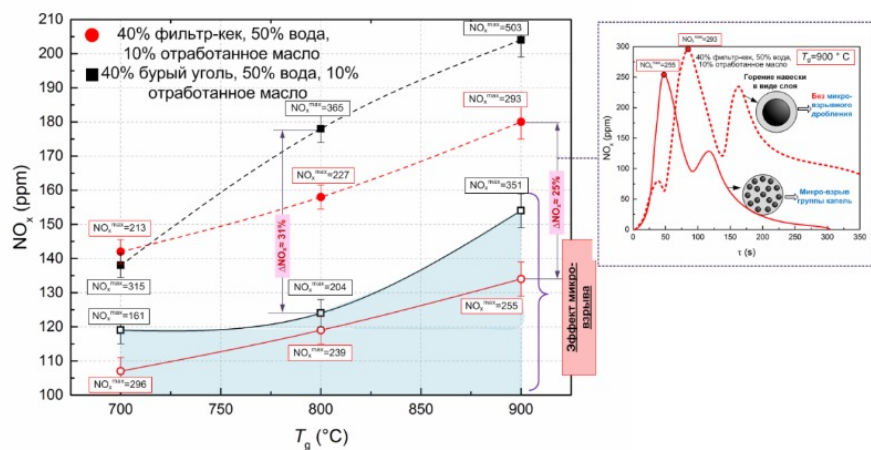 40% фильтр-кек, 50% вода,
10% отработанное масло
40% бурый уголь, 50% вода, 10%
отработанное масло
NOₓᵐᵃˣ=503
NOₓᵐᵃˣ=365
NOₓᵐᵃˣ=293
NOₓᵐᵃˣ=227
NOₓᵐᵃˣ=213
NOₓᵐᵃˣ=351
NOₓᵐᵃˣ=315
NOₓᵐᵃˣ=204
NOₓᵐᵃˣ=161
NOₓᵐᵃˣ=255
NOₓᵐᵃˣ=239
NOₓᵐᵃˣ=296
ΔNOₓ≈ 31%
ΔNOₓ≈ 25%
Эффект микро-
взрыва
NOₓ (ppm)
210
200
190
180
170
160
150
140
130
120
110
100
700
750
800
850
900
T_g (°C)
NOₓᵐᵃˣ=293
NOₓᵐᵃˣ=255
40% фильтр-кек, 50% вода,
10% отработанное масло
T_g=900 ° C
Горение навески
в виде слоя
Без микро-
взрывного
дробления
Микро-взрыв
группы капель
NOₓ (ppm)
300
250
200
150
100
50
0
0
50
100
150
200
250
300
350
τ (s)